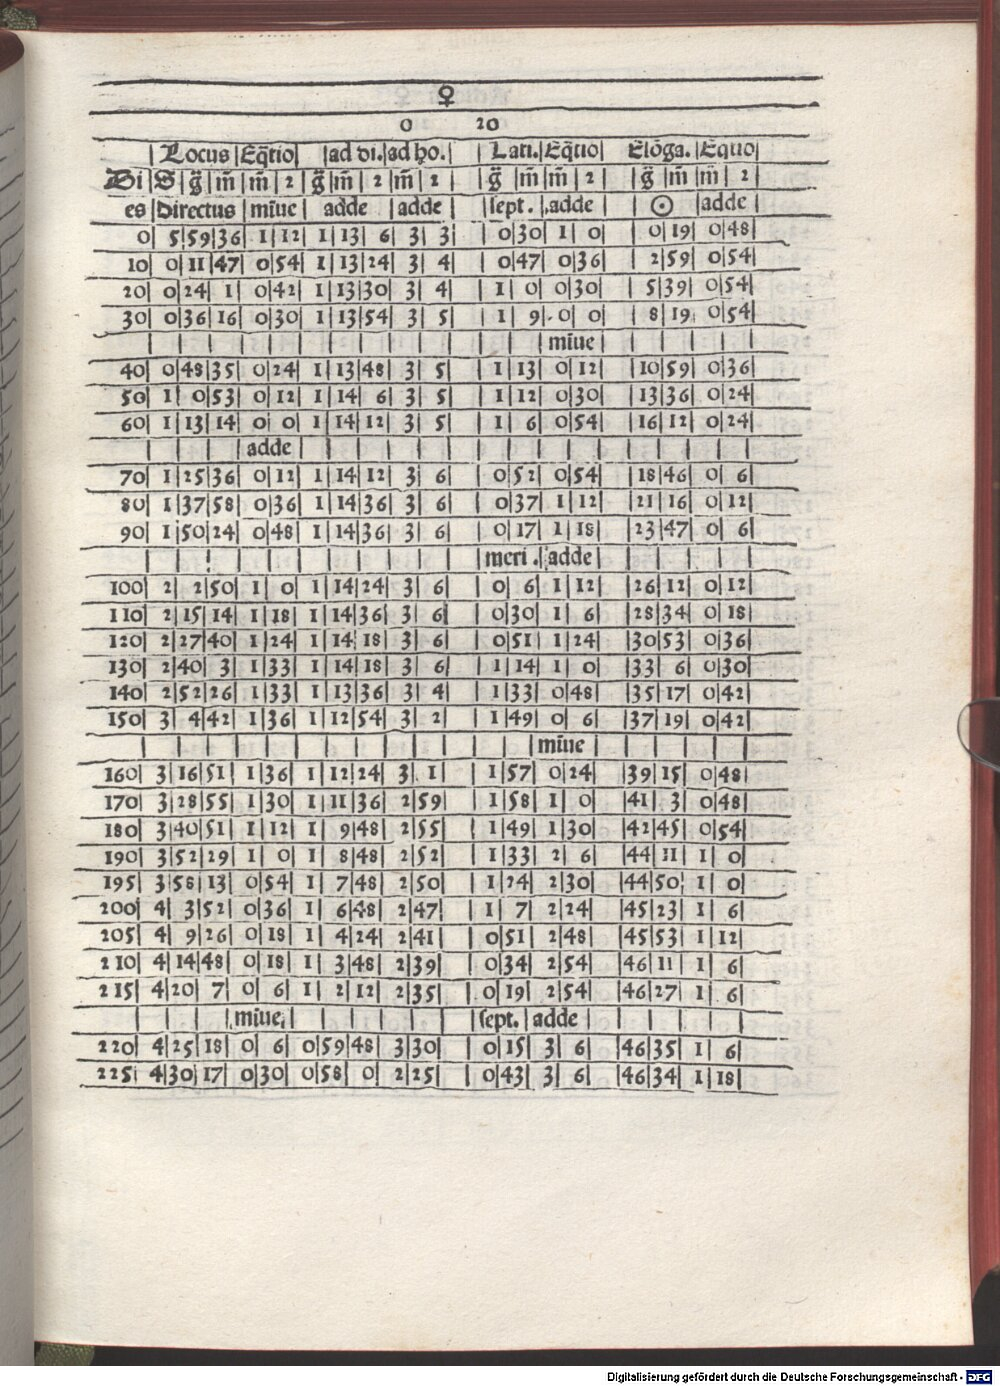 ♀
0 20
| Locus | Eq̃tio | |ad di.|ad ho.| | Lati.|Eq̃tio| Elõga. |Equo|
Di |S| g̃ | m̃ | m̃ | 2 | g̃ | m̃ | 2 | m̃ | 2 | | g̃ | m̃ | m̃ | 2 | | g̃ | m̃ | m̃ | 2
es |Directus | miñe | adde | adde | |sept. | adde | | ☉ |adde |
0| 5|59|36| 1|12| 1|13| 6| 3| 3| | 0|30| 1| 0| | 0|19| 0|48|
10| 0|11|47| 0|54| 1|13|24| 3| 4| | 0|47| 0|36| | 2|59| 0|54|
20| 0|24| 1| 0|42| 1|13|30| 3| 4| | 1| 0| 0|30| | 5|39| 0|54|
30| 0|36|16| 0|30| 1|13|54| 3| 5| | 1| 9| 0| 0| | 8|19| 0|54|
miñe
40| 0|48|35| 0|24| 1|13|48| 3| 5| | 1|13| 0|12| |10|59| 0|36|
50| 1| 0|53| 0|12| 1|14| 6| 3| 5| | 1|12| 0|30| |13|36| 0|24|
60| 1|13|14| 0| 0| 1|14|12| 3| 5| | 1| 6| 0|54| |16|12| 0|24|
adde
70| 1|25|36| 0|12| 1|14|12| 3| 6| | 0|52| 0|54| |18|46| 0| 6|
80| 1|37|58| 0|36| 1|14|36| 3| 6| | 0|37| 1|12| |21|16| 0|12|
90| 1|50|24| 0|48| 1|14|36| 3| 6| | 0|17| 1|18| |23|47| 0| 6|
meri. adde
100| 2| 2|50| 1| 0| 1|14|24| 3| 6| | 0| 6| 1|12| |26|12| 0|12|
110| 2|15|14| 1|18| 1|14|36| 3| 6| | 0|30| 1| 6| |28|34| 0|18|
120| 2|27|40| 1|24| 1|14|18| 3| 6| | 0|51| 1|24| |30|53| 0|36|
130| 2|40| 3| 1|33| 1|14|18| 3| 6| | 1|14| 1| 0| |33| 6| 0|30|
140| 2|52|26| 1|33| 1|13|36| 3| 4| | 1|33| 0|48| |35|17| 0|42|
150| 3| 4|42| 1|36| 1|12|54| 3| 2| | 1|49| 0| 6| |37|19| 0|42|
miñe
160| 3|16|51| 1|36| 1|12|24| 3| 1| | 1|57| 0|24| |39|15| 0|48|
170| 3|28|55| 1|30| 1|11|36| 2|59| | 1|58| 1| 0| |41| 3| 0|48|
180| 3|40|51| 1|12| 1| 9|48| 2|55| | 1|49| 1|30| |42|45| 0|54|
190| 3|52|29| 1| 0| 1| 8|48| 2|52| | 1|33| 2| 6| |44|11| 1| 0|
195| 3|58|13| 0|54| 1| 7|48| 2|50| | 1|24| 2|30| |44|50| 1| 0|
200| 4| 3|52| 0|36| 1| 6|48| 2|47| | 1| 7| 2|24| |45|23| 1| 6|
205| 4| 9|26| 0|18| 1| 4|24| 2|41| | 0|51| 2|48| |45|53| 1|12|
210| 4|14|48| 0|18| 1| 3|48| 2|39| | 0|34| 2|54| |46|11| 1| 6|
215| 4|20| 7| 0| 6| 1| 2|12| 2|35| | 0|19| 2|54| |46|27| 1| 6|
miñe sept. adde
220| 4|25|18| 0| 6| 0|59|48| 3|30| | 0|15| 3| 6| |46|35| 1| 6|
225| 4|30|17| 0|30| 0|58| 0| 2|25| | 0|43| 3| 6| |46|34| 1|18|
Digitalisierung gefördert durch die Deutsche Forschungsgemeinschaft - DFG